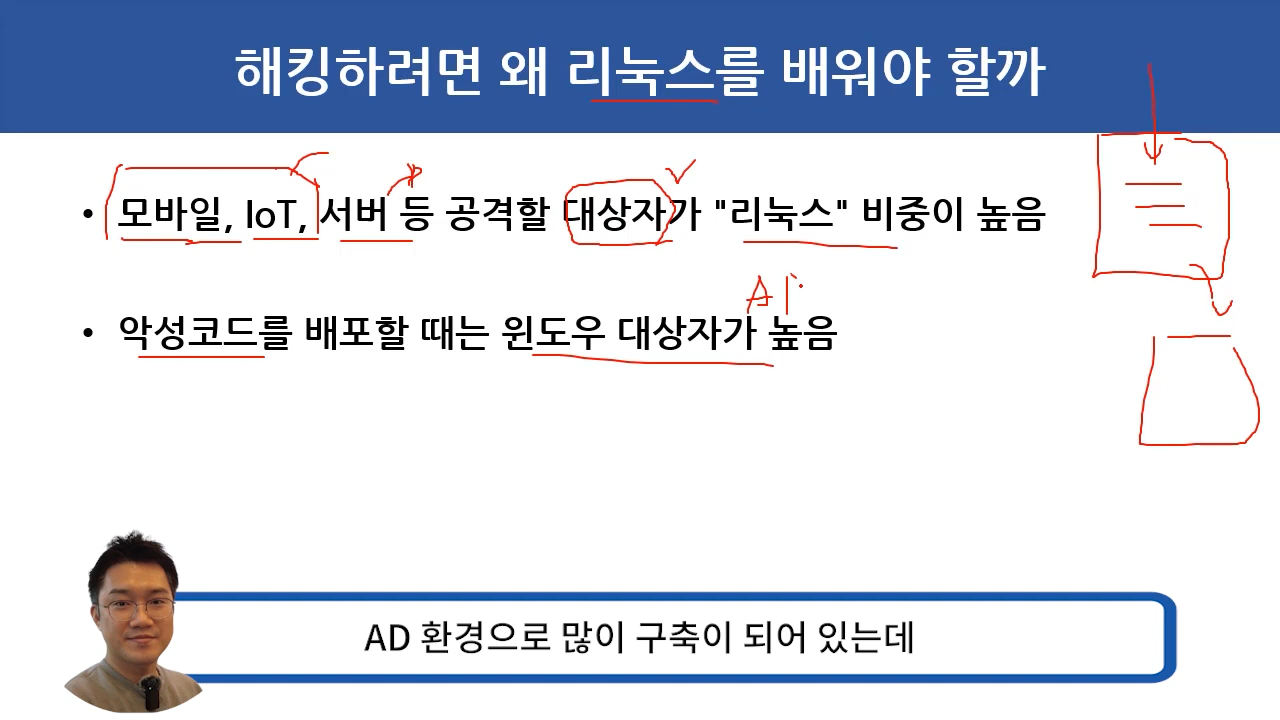 해킹하려면 왜 리눅스를 배워야 할까
• 모바일, IoT, 서버 등 공격할 대상자가 "리눅스" 비중이 높음
• 악성코드를 배포할 때는 윈도우 대상자가 높음
AD 환경으로 많이 구축이 되어 있는데